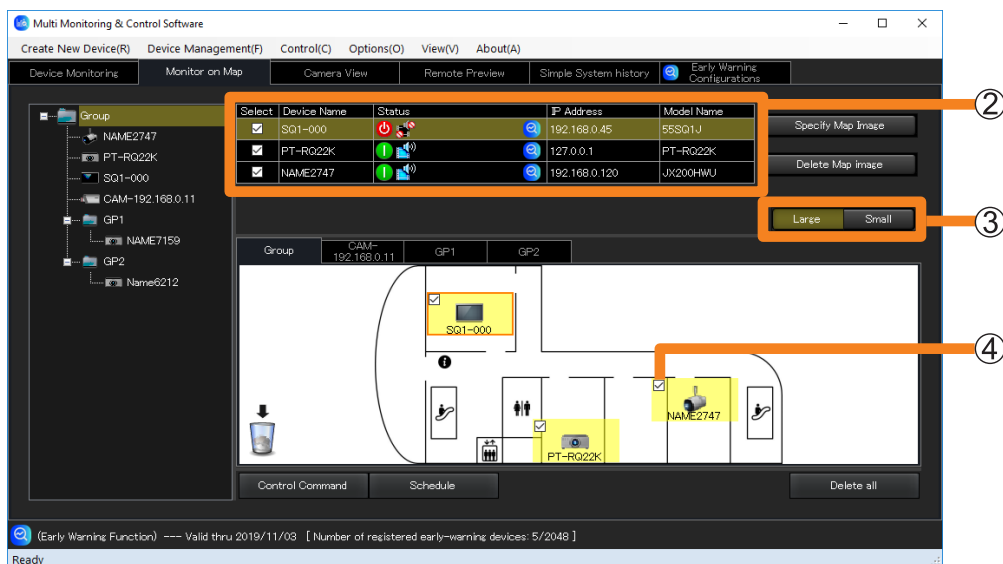 Multi Monitoring & Control Software
Create New Device(R) Device Management(F) Control(C) Options(O) View(V) About(A)
Device Monitoring Monitor on Map Camera View Remote Preview Simple System history Early Warning Configurations
Group
NAME2747
PT-RQ22K
SQ1-000
CAM-192.168.0.11
GP1
NAME7159
GP2
Name6212
Select Device Name Status IP Address Model Name
SQ1-000 192.168.0.45 55SQ1J
PT-RQ22K 127.0.0.1 PT-RQ22K
NAME2747 192.168.0.120 JX200HWU
②
Specify Map Image
Delete Map image
Large Small
③
Group CAM-192.168.0.11 GP1 GP2
SQ1-000
④
NAME2747
PT-RQ22K
Control Command Schedule Delete all
(Early Warning Function) --- Valid thru 2019/11/03 [ Number of registered early-warning devices: 5/2048 ]
Ready